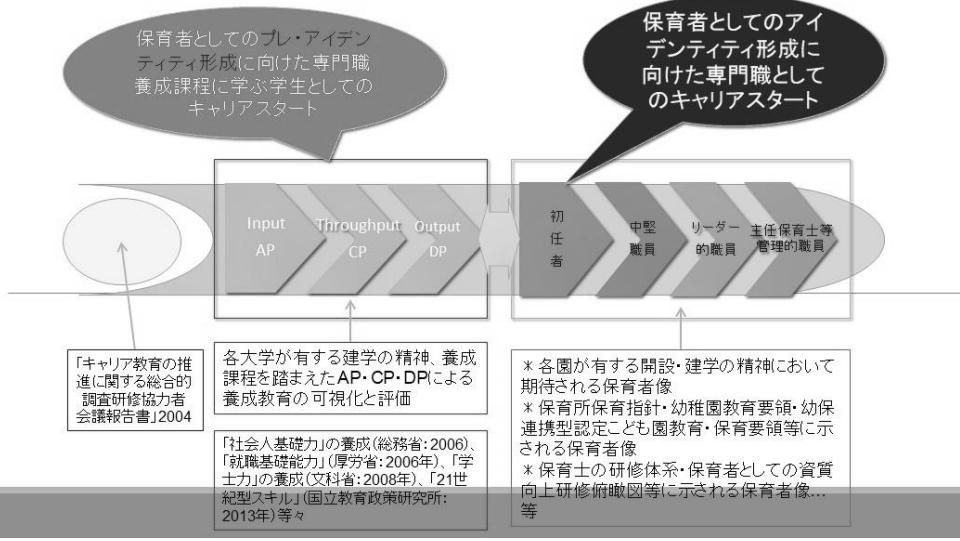 保育者としてのプレ・アイデン
ティティ形成に向けた専門職
養成課程に学ぶ学生としての
キャリアスタート
保育者としてのアイ
デンティティ形成に
向けた専門職として
のキャリアスタート
Input
AP
Throughput
CP
Output
DP
初
任
者
中堅
職員
リーダー
的職員
主任保育士等
管理的職員
「キャリア教育の推
進に関する総合的
調査研修協力者
会議報告書」2004
各大学が有する建学の精神、養成
課程を踏まえたAP・CP・DPによる
養成教育の可視化と評価
「社会人基礎力」の養成(総務省:2006)、
「就職基礎能力」(厚労省:2006年)、「学
士力」の養成(文科省:2008年)、「21世
紀型スキル」(国立教育政策研究所:
2013年)等々
＊各園が有する開設・建学の精神において
期待される保育者像
＊保育所保育指針・幼稚園教育要領・幼保
連携型認定こども園教育・保育要領等に示
される保育者像
＊保育士の研修体系・保育者としての資質
向上研修俯瞰図等に示される保育者像…
等